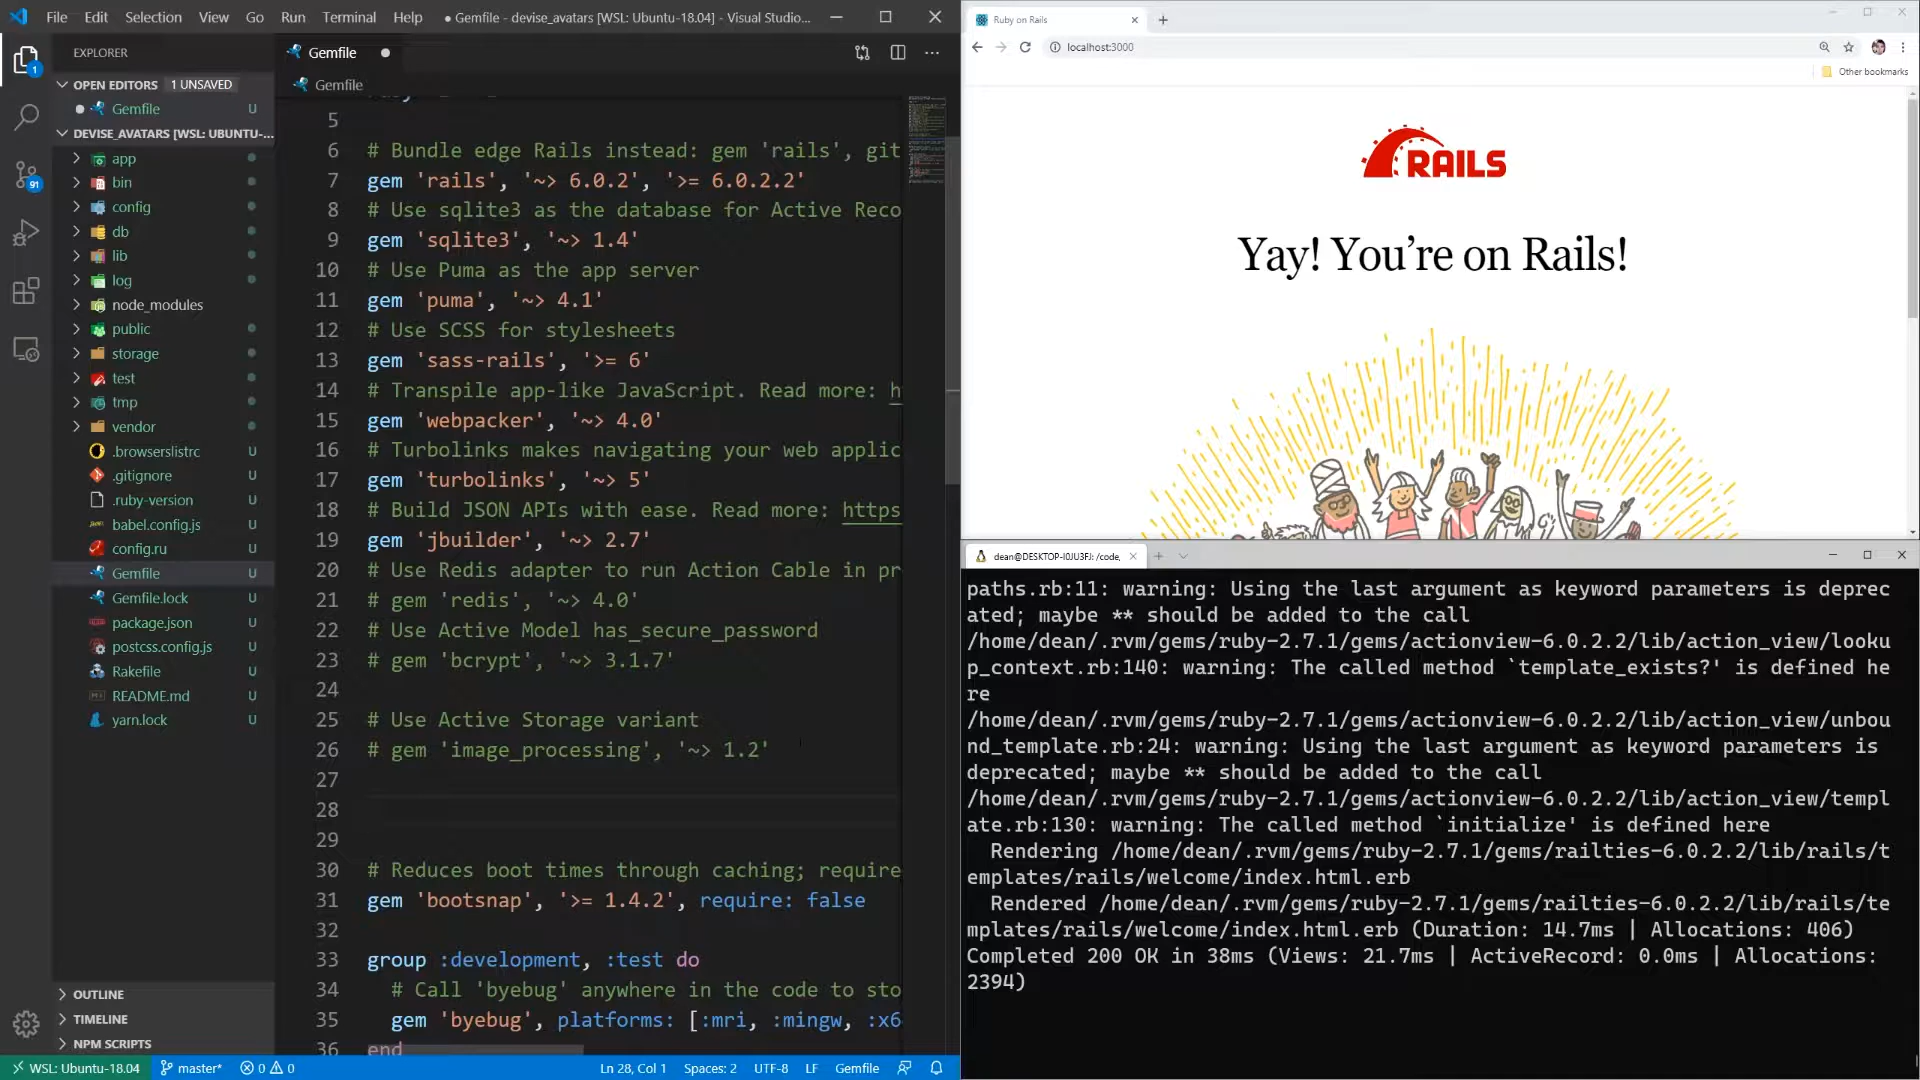 File Edit Selection View Go Run Terminal Help ● Gemfile - devise_avatars [WSL: Ubuntu-18.04] - Visual Studio...
EXPLORER
OPEN EDITORS 1 UNSAVED
Gemfile U
DEVISE_AVATARS [WSL: UBUNTU-...
app
bin
config
db
lib
log
node_modules
public
storage
test
tmp
vendor
.browserslistrc U
.gitignore U
.ruby-version U
babel.config.js U
config.ru U
Gemfile U
Gemfile.lock U
package.json U
postcss.config.js U
Rakefile U
README.md U
yarn.lock U
OUTLINE
TIMELINE
NPM SCRIPTS
1
91
Gemfile
Gemfile
5
6 # Bundle edge Rails instead: gem 'rails', git
7 gem 'rails', '~> 6.0.2', '>= 6.0.2.2'
8 # Use sqlite3 as the database for Active Reco
9 gem 'sqlite3', '~> 1.4'
10 # Use Puma as the app server
11 gem 'puma', '~> 4.1'
12 # Use SCSS for stylesheets
13 gem 'sass-rails', '>= 6'
14 # Transpile app-like JavaScript. Read more: h
15 gem 'webpacker', '~> 4.0'
16 # Turbolinks makes navigating your web applic
17 gem 'turbolinks', '~> 5'
18 # Build JSON APIs with ease. Read more: https
19 gem 'jbuilder', '~> 2.7'
20 # Use Redis adapter to run Action Cable in pr
21 # gem 'redis', '~> 4.0'
22 # Use Active Model has_secure_password
23 # gem 'bcrypt', '~> 3.1.7'
24
25 # Use Active Storage variant
26 # gem 'image_processing', '~> 1.2'
27
28
29
30 # Reduces boot times through caching; require
31 gem 'bootsnap', '>= 1.4.2', require: false
32
33 group :development, :test do
34 # Call 'byebug' anywhere in the code to sto
35 gem 'byebug', platforms: [:mri, :mingw, :x6
36 end
WSL: Ubuntu-18.04 master* 0 0 Ln 28, Col 1 Spaces: 2 UTF-8 LF Gemfile
Ruby on Rails
localhost:3000
Other bookmarks
RAILS
Yay! You’re on Rails!
dean@DESKTOP-I0JU3FJ: /code,
paths.rb:11: warning: Using the last argument as keyword parameters is deprec
ated; maybe ** should be added to the call
/home/dean/.rvm/gems/ruby-2.7.1/gems/actionview-6.0.2.2/lib/action_view/looku
p_context.rb:140: warning: The called method `template_exists?' is defined he
re
/home/dean/.rvm/gems/ruby-2.7.1/gems/actionview-6.0.2.2/lib/action_view/unbou
nd_template.rb:24: warning: Using the last argument as keyword parameters is
deprecated; maybe ** should be added to the call
/home/dean/.rvm/gems/ruby-2.7.1/gems/actionview-6.0.2.2/lib/action_view/templ
ate.rb:130: warning: The called method `initialize' is defined here
Rendering /home/dean/.rvm/gems/ruby-2.7.1/gems/railties-6.0.2.2/lib/rails/t
emplates/rails/welcome/index.html.erb
Rendered /home/dean/.rvm/gems/ruby-2.7.1/gems/railties-6.0.2.2/lib/rails/te
mplates/rails/welcome/index.html.erb (Duration: 14.7ms | Allocations: 406)
Completed 200 OK in 38ms (Views: 21.7ms | ActiveRecord: 0.0ms | Allocations:
2394)